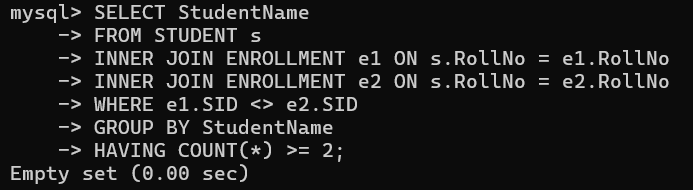 mysql> SELECT StudentName
    -> FROM STUDENT s
    -> INNER JOIN ENROLLMENT e1 ON s.RollNo = e1.RollNo
    -> INNER JOIN ENROLLMENT e2 ON s.RollNo = e2.RollNo
    -> WHERE e1.SID <> e2.SID
    -> GROUP BY StudentName
    -> HAVING COUNT(*) >= 2;
Empty set (0.00 sec)